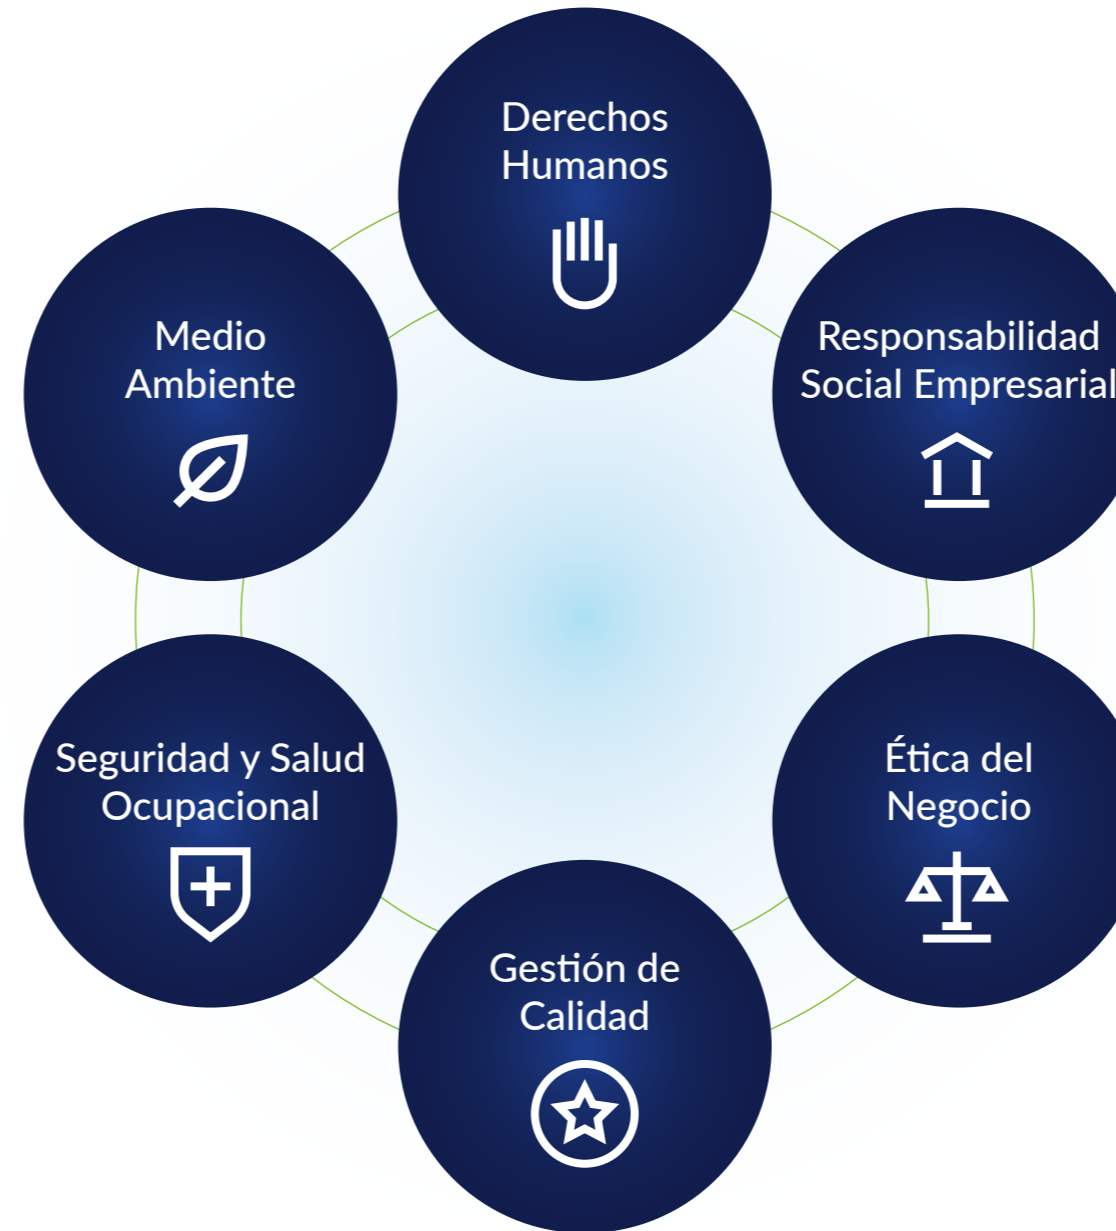 Derechos
Humanos
Medio
Ambiente
Responsabilidad
Social Empresarial
Seguridad y Salud
Ocupacional
Ética del
Negocio
Gestión de
Calidad